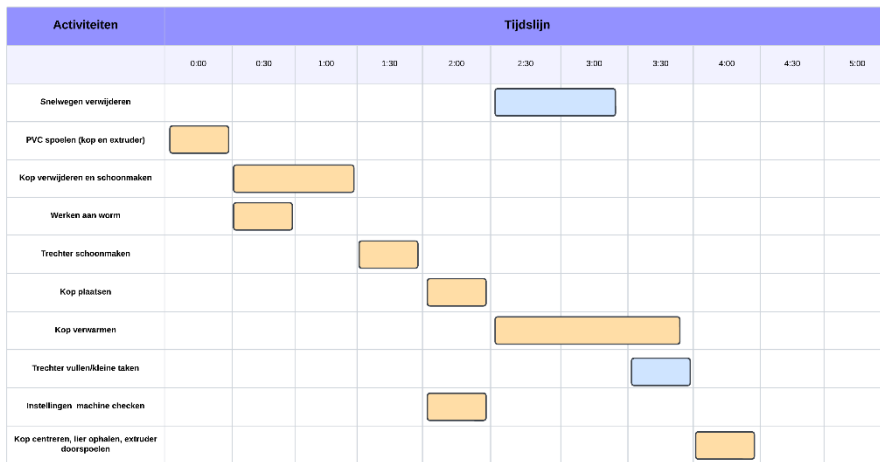 Activiteiten Tijdslijn
0:00 0:30 1:00 1:30 2:00 2:30 3:00 3:30 4:00 4:30 5:00
Snelwegen verwijderen
PVC spoelen (kop en extruder)
Kop verwijderen en schoonmaken
Werken aan worm
Trechter schoonmaken
Kop plaatsen
Kop verwarmen
Trechter vullen/kleine taken
Instellingen machine checken
Kop centreren, lier ophalen, extruder
doorspoelen